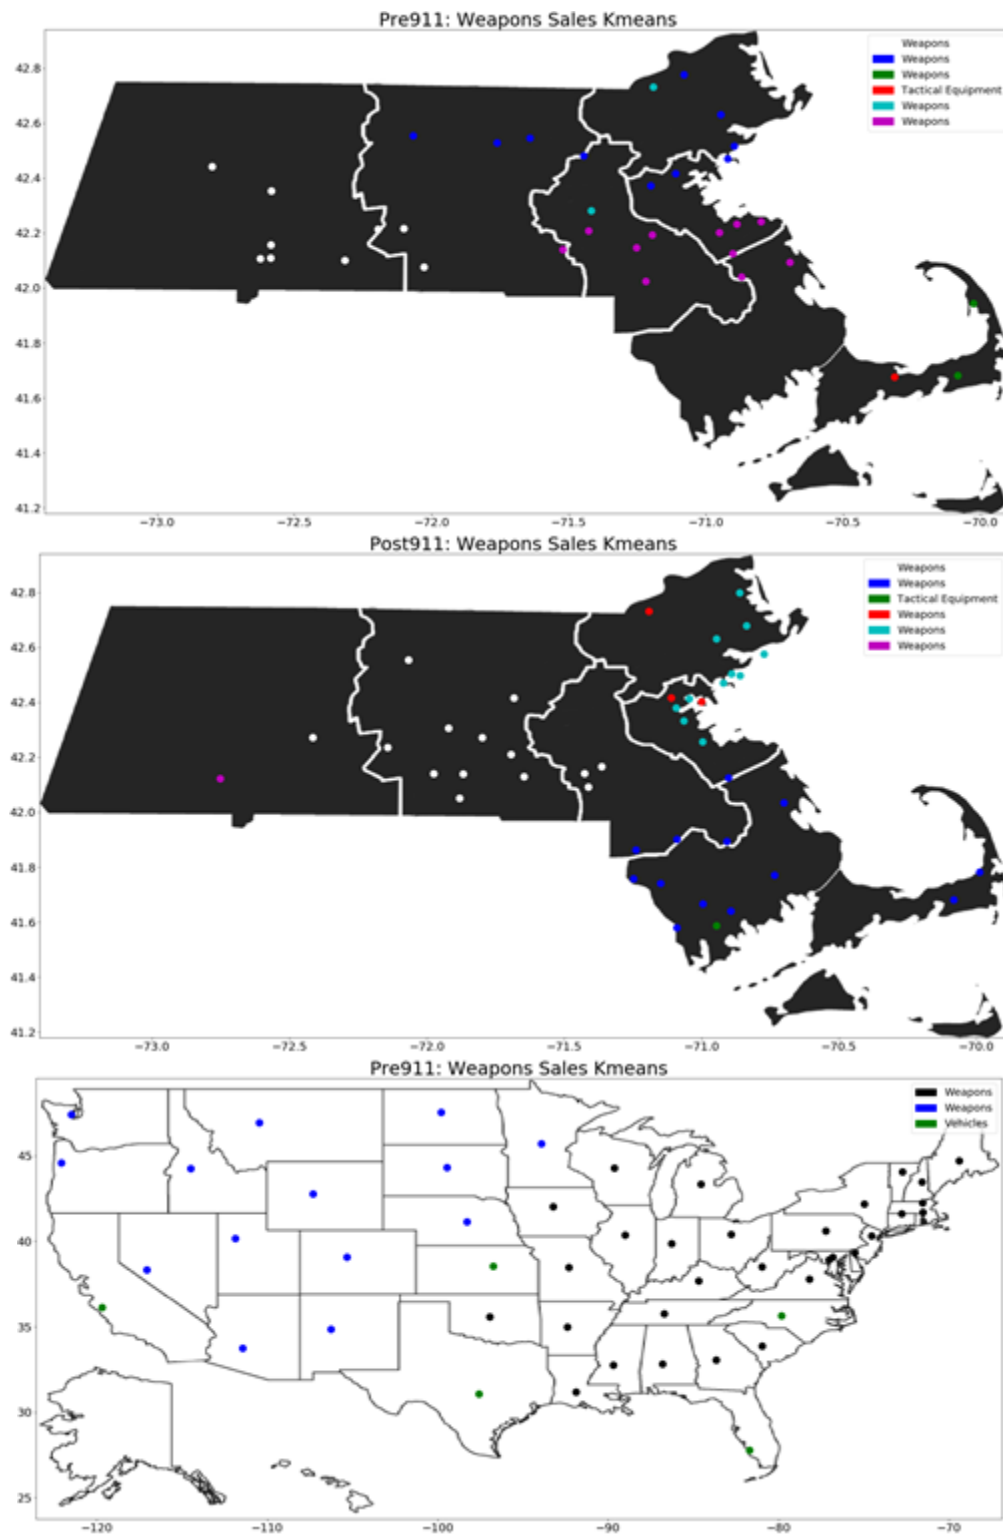 Pre911: Weapons Sales Kmeans
Weapons
Weapons
Weapons
Tactical Equipment
Weapons
Weapons
42.8
42.6
42.4
42.2
42.0
41.8
41.6
41.4
41.2
−73.0 −72.5 −72.0 −71.5 −71.0 −70.5 −70.0
Post911: Weapons Sales Kmeans
Weapons
Weapons
Tactical Equipment
Weapons
Weapons
Weapons
42.8
42.6
42.4
42.2
42.0
41.8
41.6
41.4
41.2
−73.0 −72.5 −72.0 −71.5 −71.0 −70.5 −70.0
Pre911: Weapons Sales Kmeans
Weapons
Weapons
Vehicles
45
40
35
30
25
−120 −110 −100 −90 −80 −70